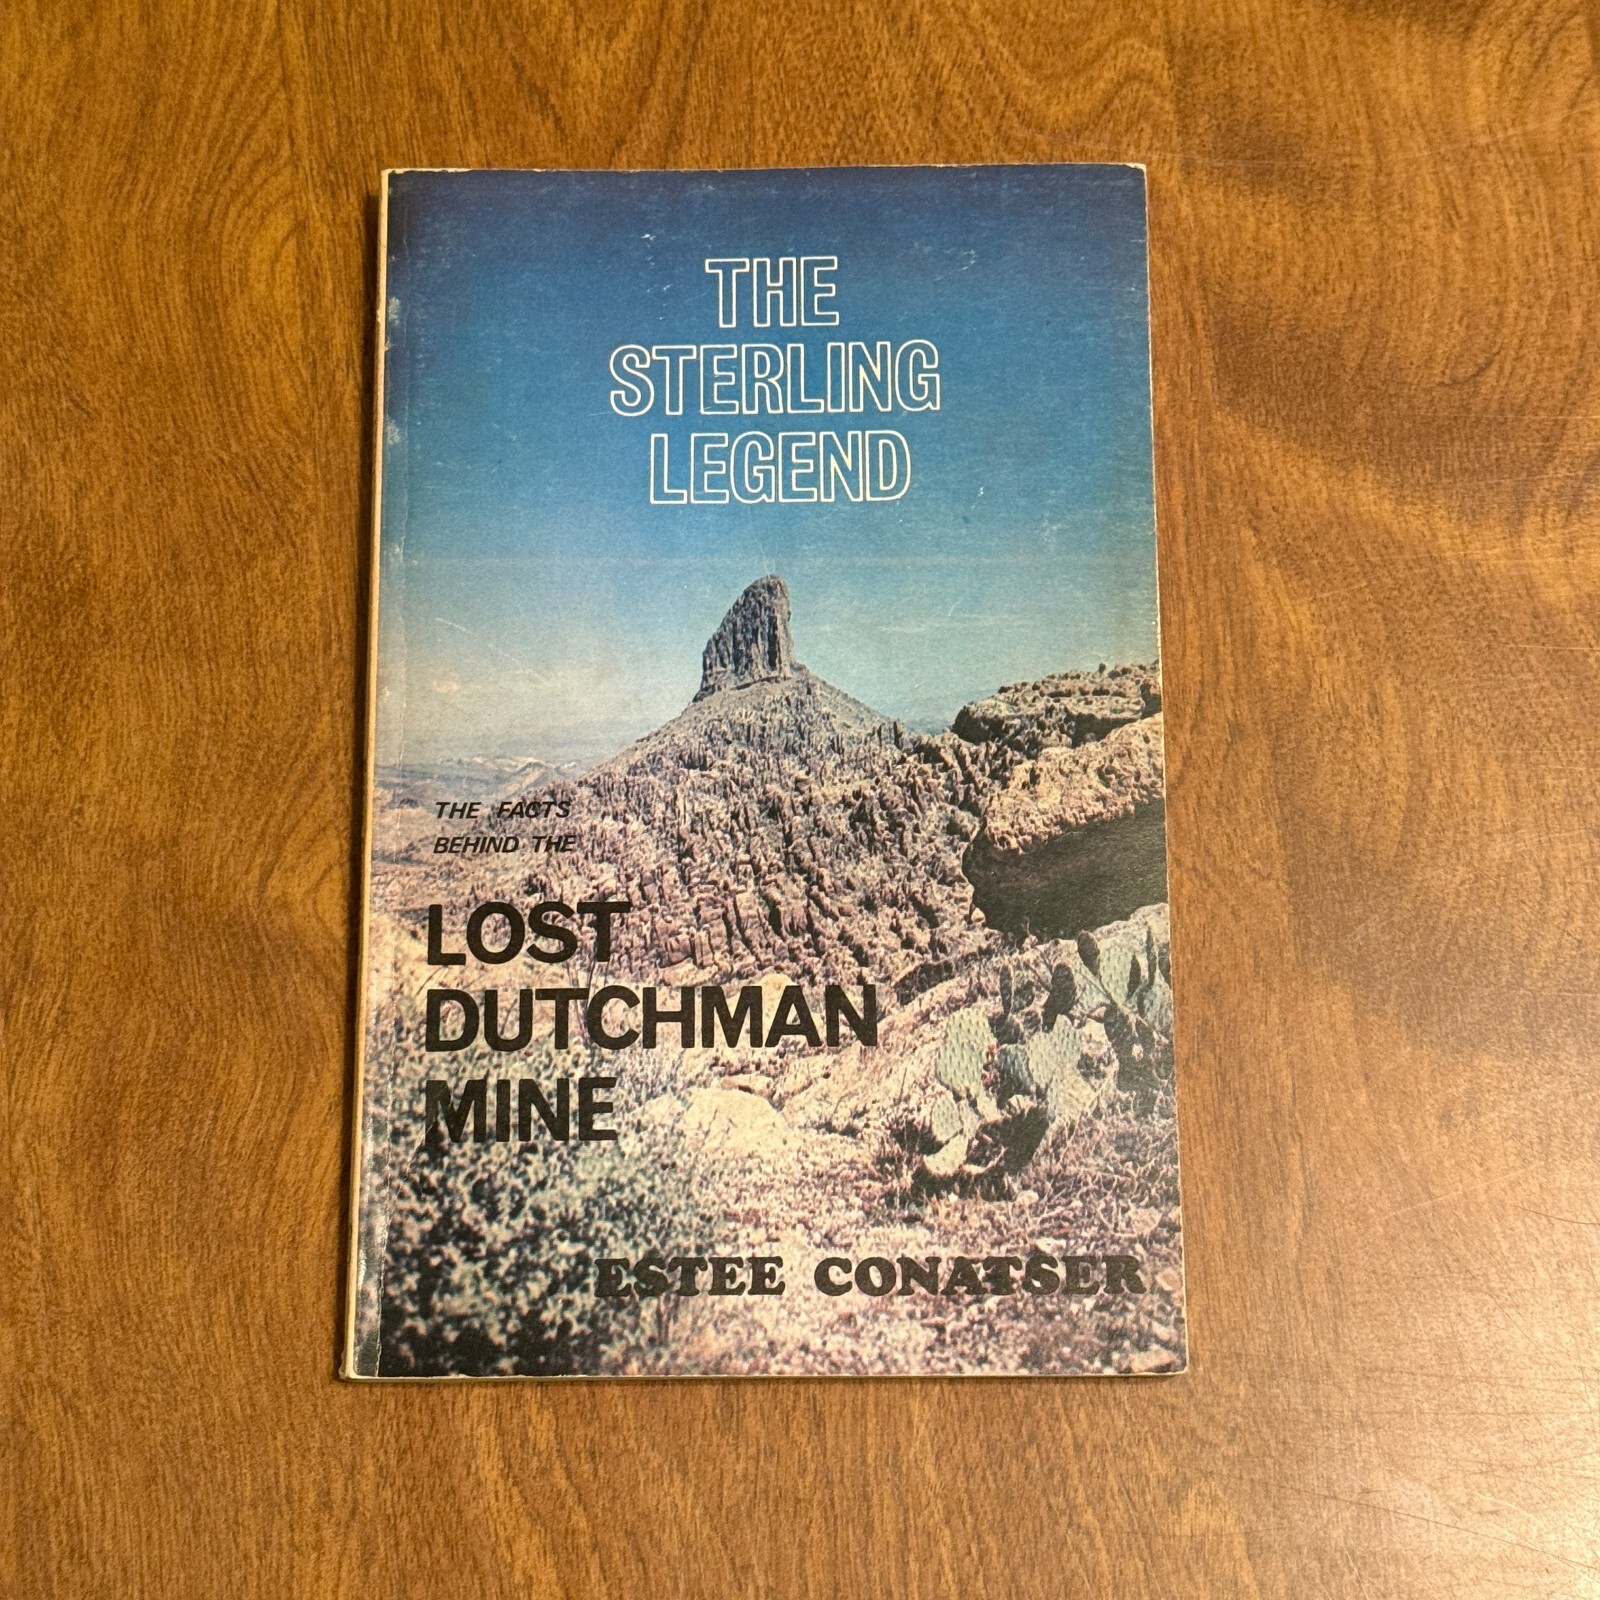 THE
STERLING
LEGEND
THE FACTS
BEHIND THE
LOST
DUTCHMAN
MINE
ESTEE CONATSER